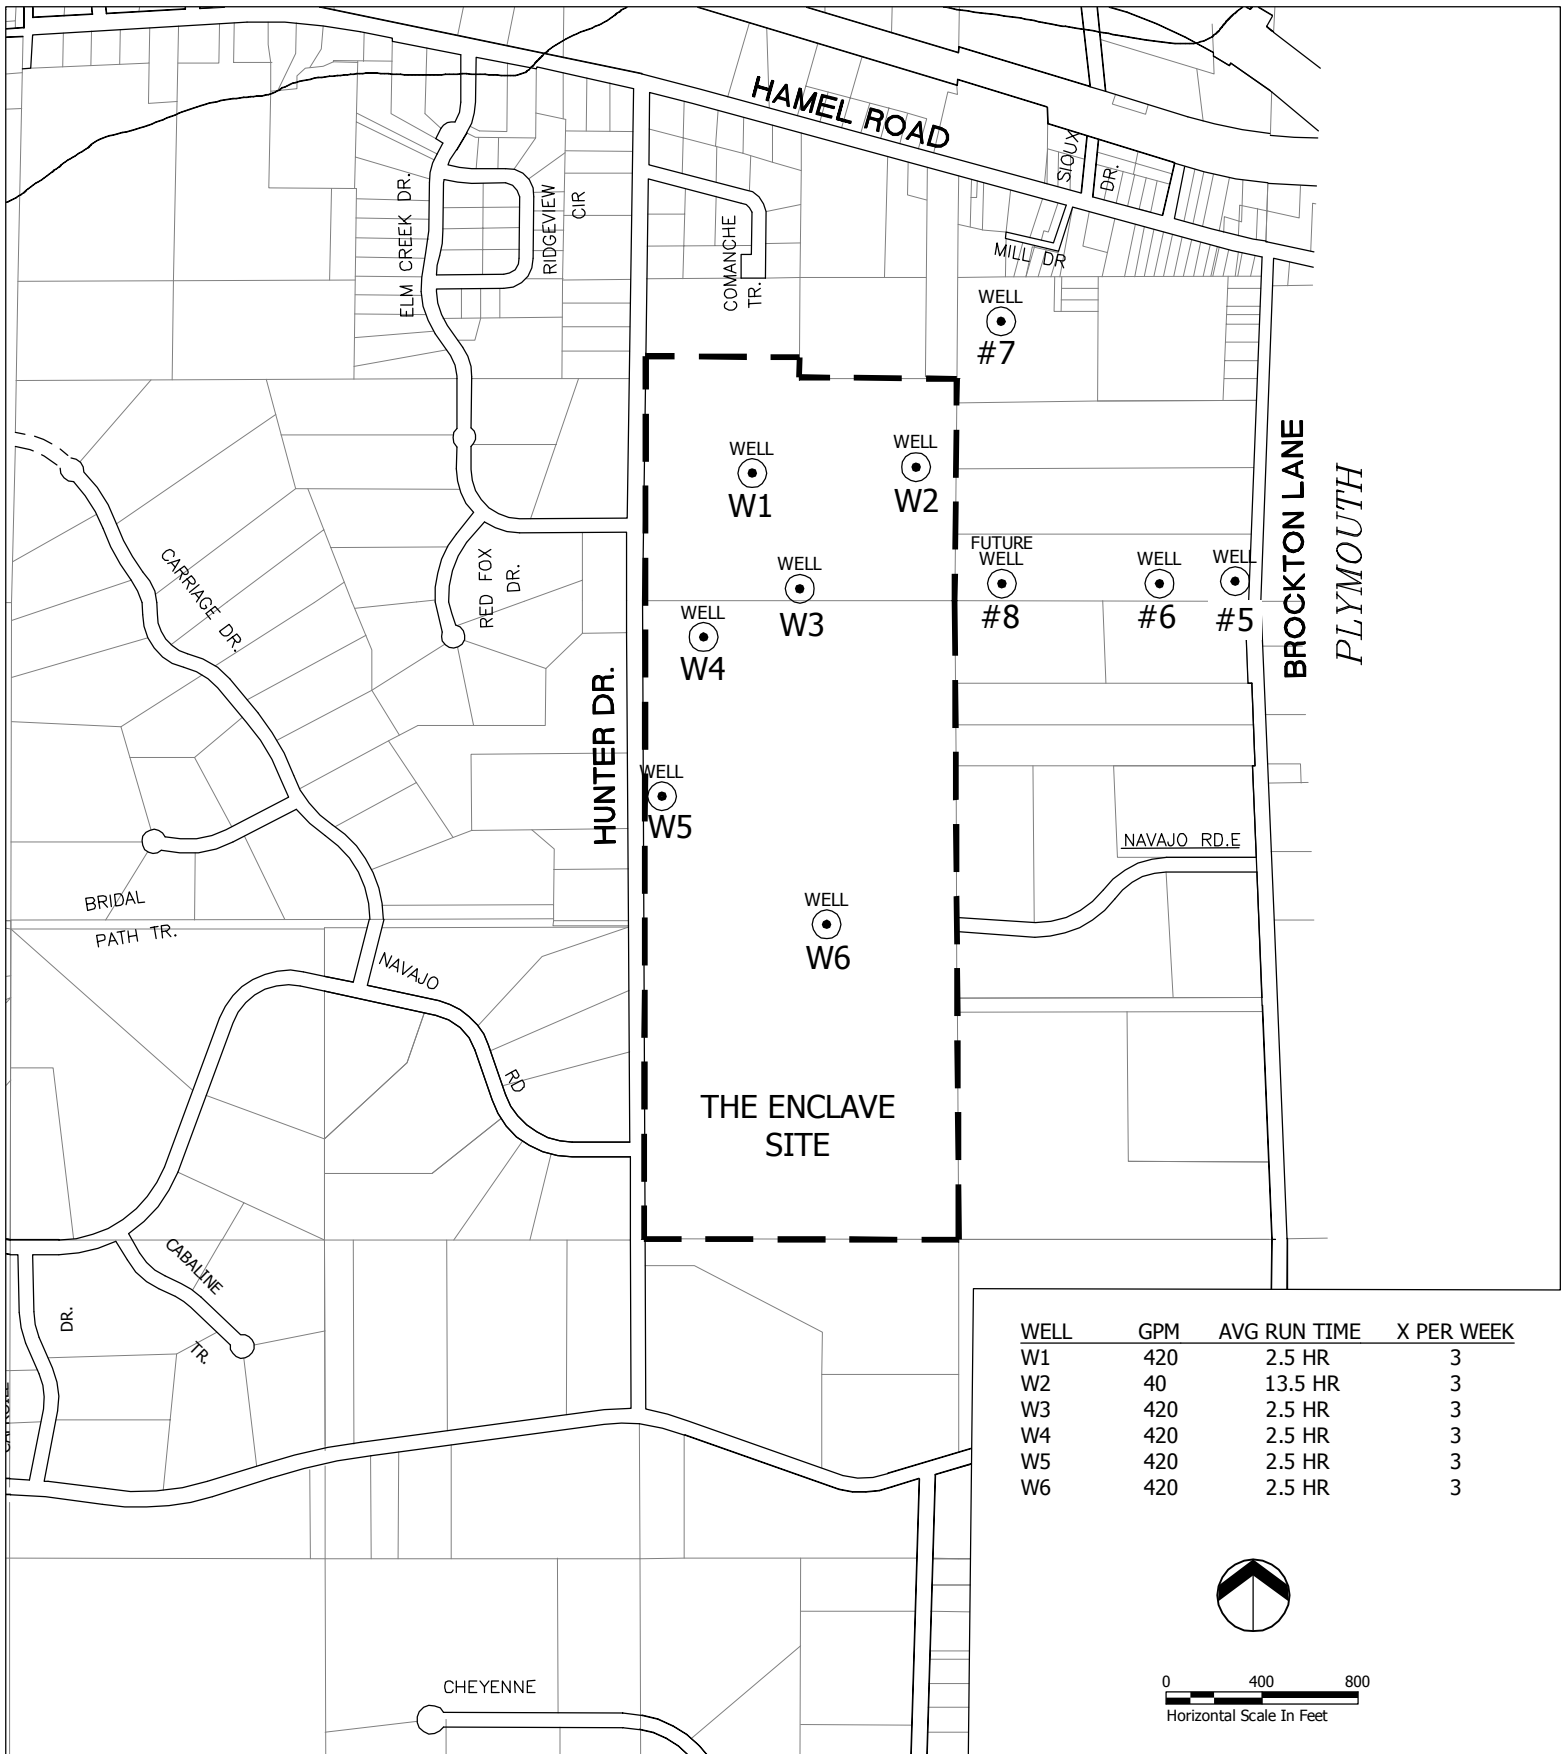 HAMEL ROAD
SIOUX
DR.
ELM CREEK DR.
RIDGEVIEW
CIR
COMANCHE
TR.
MILL DR
WELL
#7
WELL
W1
WELL
W2
CARRIAGE DR.
RED FOX
DR.
WELL
W3
WELL
W4
FUTURE
WELL
#8
WELL
#6
WELL
#5
BROCKTON LANE
PLYMOUTH
HUNTER DR.
WELL
W5
NAVAJO RD.E
BRIDAL
PATH TR.
WELL
W6
NAVAJO
RD
THE ENCLAVE
SITE
CABALINE
TR.
DR.
WELL GPM AVG RUN TIME X PER WEEK
W1 420 2.5 HR 3
W2 40 13.5 HR 3
W3 420 2.5 HR 3
W4 420 2.5 HR 3
W5 420 2.5 HR 3
W6 420 2.5 HR 3
0 400 800
Horizontal Scale In Feet
CHEYENNE